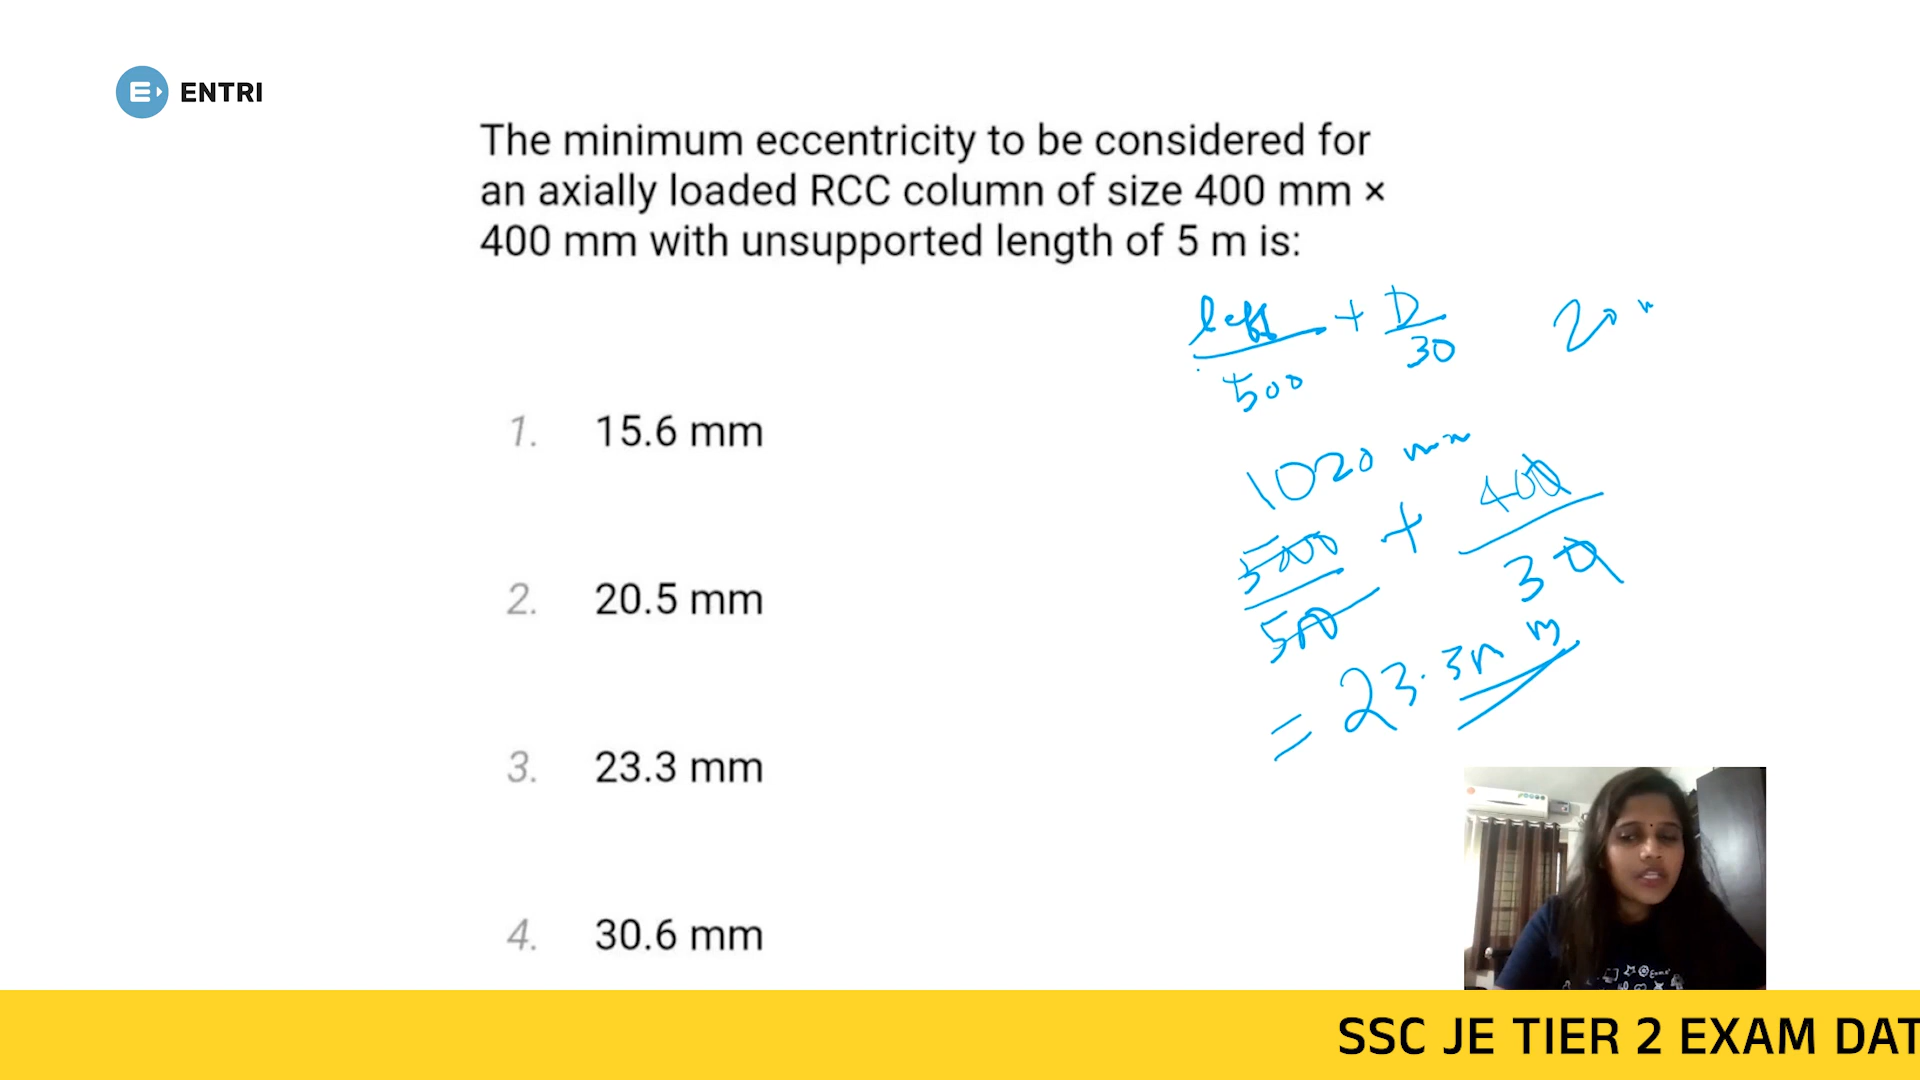 ENTRI
The minimum eccentricity to be considered for
an axially loaded RCC column of size 400 mm ×
400 mm with unsupported length of 5 m is:
leff/500 + D/30
20
1. 15.6 mm
1020 mm
5000/500 + 400/30
2. 20.5 mm
= 23.3mm
3. 23.3 mm
4. 30.6 mm
SSC JE TIER 2 EXAM DAT